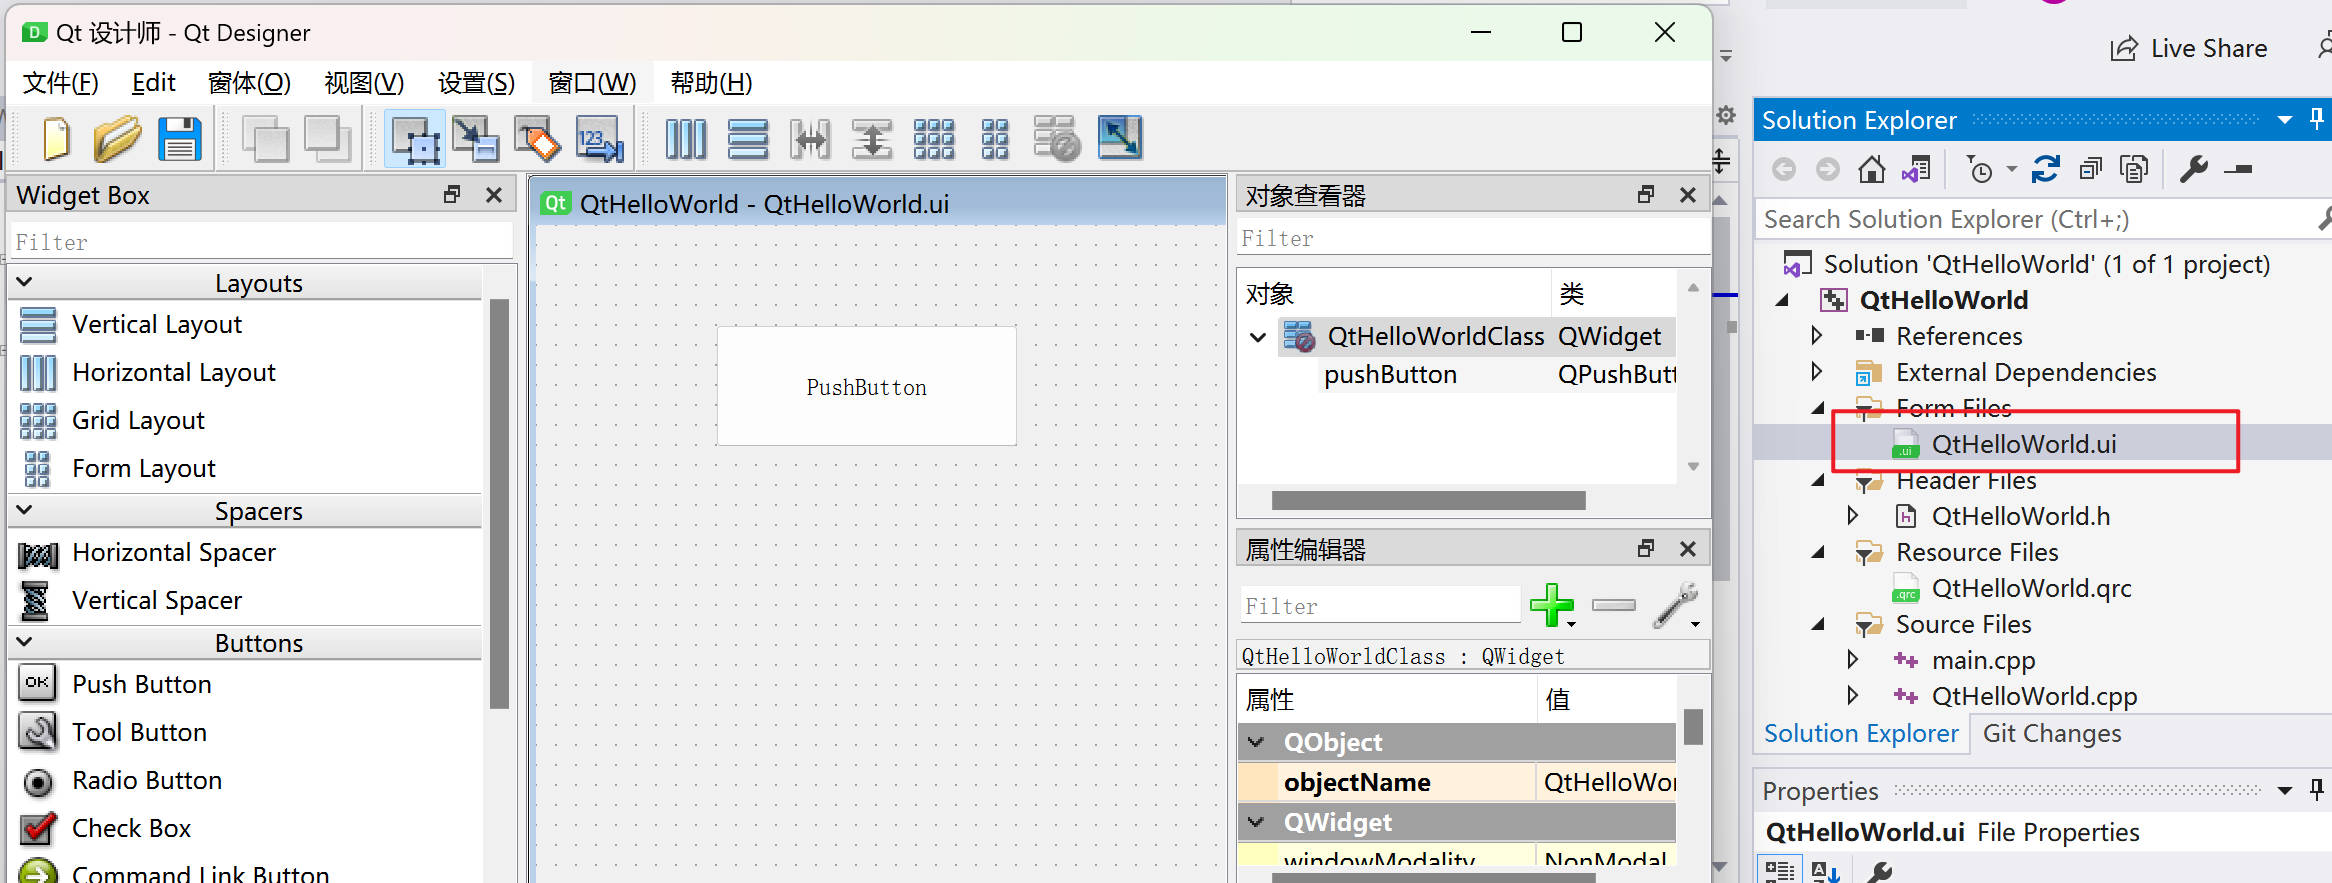 Qt 设计师 - Qt Designer
文件(F) Edit 窗体(O) 视图(V) 设置(S) 窗口(W) 帮助(H)
123
Widget Box
Filter
Layouts
Vertical Layout
Horizontal Layout
Grid Layout
Form Layout
Spacers
Horizontal Spacer
Vertical Spacer
Buttons
OK Push Button
Tool Button
Radio Button
Check Box
Command Link Button
Qt QtHelloWorld - QtHelloWorld.ui
PushButton
对象查看器
Filter
对象 类
QtHelloWorldClass QWidget
pushButton QPushButt
属性编辑器
Filter
QtHelloWorldClass : QWidget
属性 值
QObject
objectName QtHelloWor
QWidget
windowModality NonModal
Live Share
Solution Explorer
Search Solution Explorer (Ctrl+;)
Solution 'QtHelloWorld' (1 of 1 project)
QtHelloWorld
References
External Dependencies
Form Files
.ui QtHelloWorld.ui
Header Files
h QtHelloWorld.h
Resource Files
.qrc QtHelloWorld.qrc
Source Files
main.cpp
QtHelloWorld.cpp
Solution Explorer Git Changes
Properties
QtHelloWorld.ui File Properties